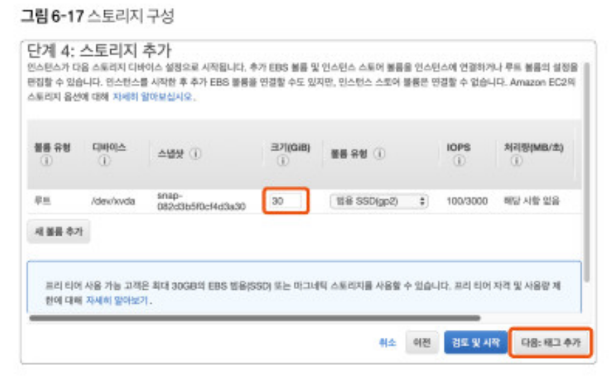 그림 6-17 스토리지 구성
단계 4: 스토리지 추가
인스턴스가 다음 스토리지 디바이스 설정으로 시작됩니다. 추가 EBS 볼륨 및 인스턴스 스토어 볼륨을 인스턴스에 연결하거나 루트 볼륨의 설정을
편집할 수 있습니다. 인스턴스를 시작한 후 추가 EBS 볼륨을 연결할 수도 있지만, 인스턴스 스토어 볼륨은 연결할 수 없습니다. Amazon EC2의
스토리지 옵션에 대해 자세히 알아보십시오.
볼륨 유형 디바이스 스냅샷 크기(GiB) 볼륨 유형 IOPS 처리량(MB/초)
루트 /dev/xvda snap-082d3b5f0cf4d3a30 30 범용 SSD(gp2) 100/3000 해당 사항 없음
새 볼륨 추가
프리 티어 사용 가능 고객은 최대 30GB의 EBS 범용(SSD) 또는 마그네틱 스토리지를 사용할 수 있습니다. 프리 티어 자격 및 사용량 제
한에 대해 자세히 알아보기.
취소 이전 검토 및 시작 다음: 태그 추가